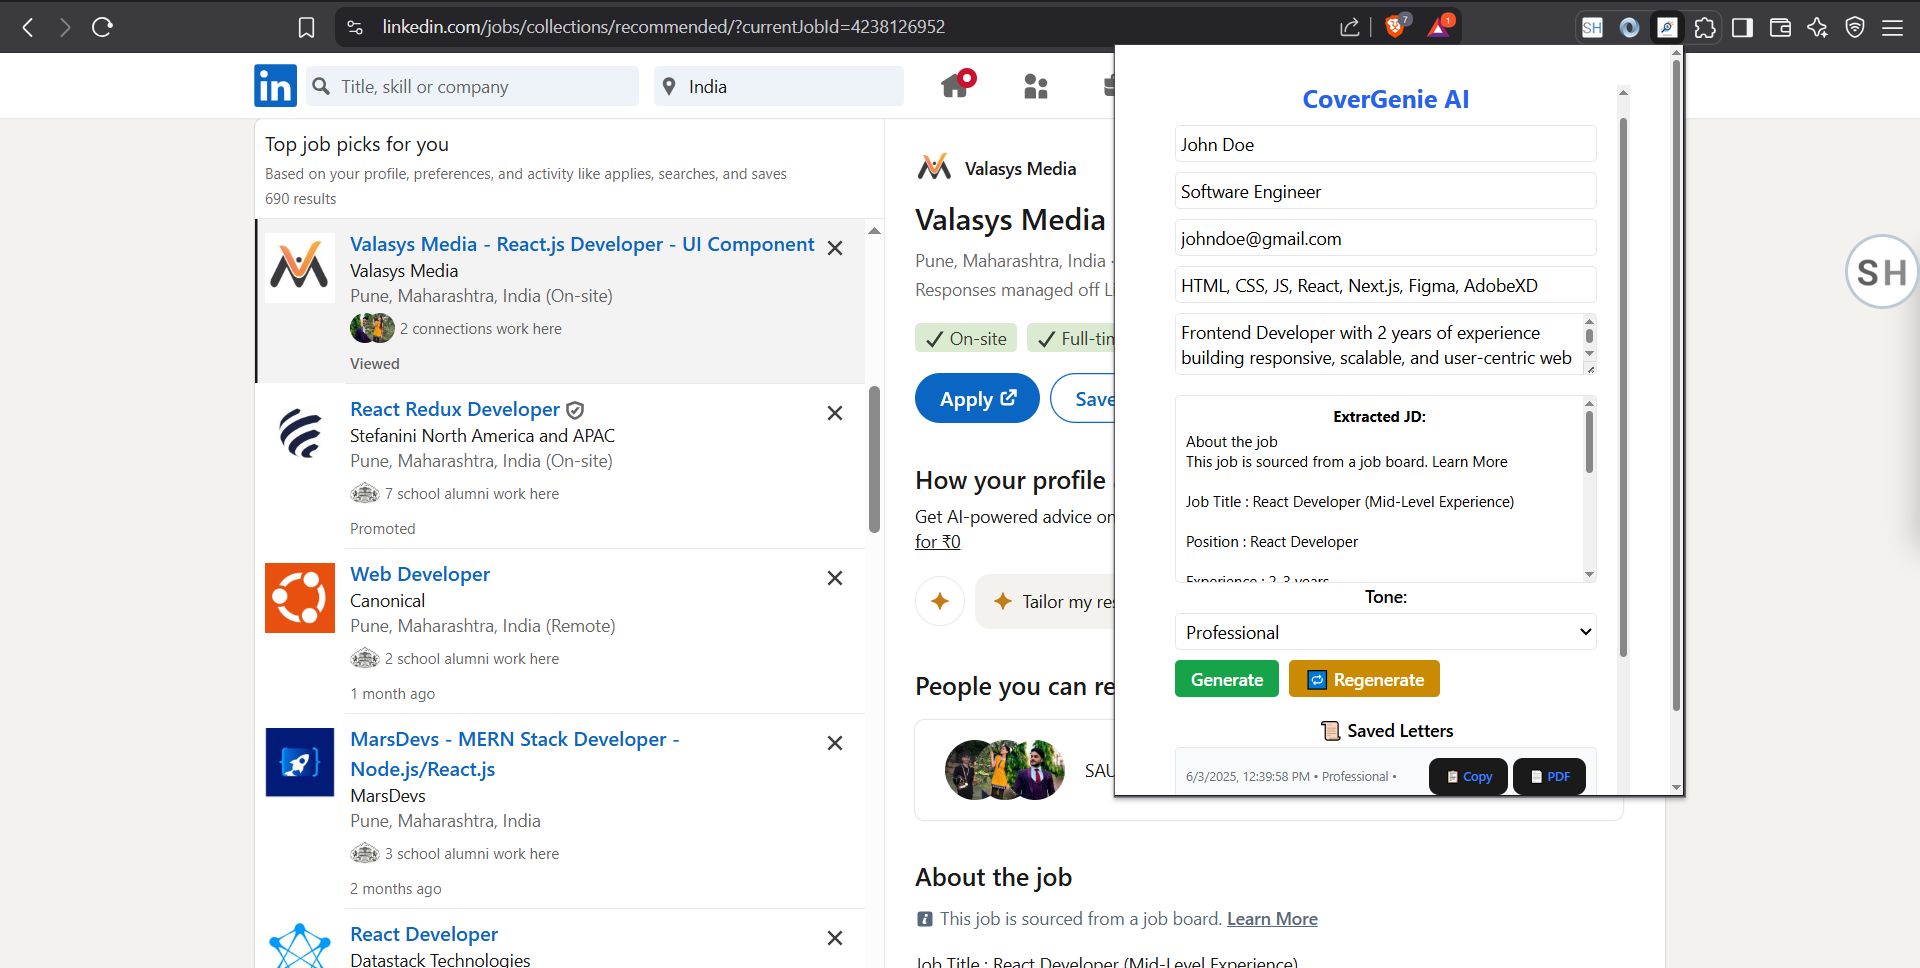 linkedin.com/jobs/collections/recommended/?currentJobId=4238126952
7
1
SH
in
Title, skill or company
India
Top job picks for you
Based on your profile, preferences, and activity like applies, searches, and saves
690 results
Valasys Media - React.js Developer - UI Component
Valasys Media
Pune, Maharashtra, India (On-site)
2 connections work here
Viewed
React Redux Developer
Stefanini North America and APAC
Pune, Maharashtra, India (On-site)
7 school alumni work here
Promoted
Web Developer
Canonical
Pune, Maharashtra, India (Remote)
2 school alumni work here
1 month ago
MarsDevs - MERN Stack Developer -
Node.js/React.js
MarsDevs
Pune, Maharashtra, India
3 school alumni work here
2 months ago
React Developer
Datastack Technologies
Valasys Media
Valasys Media
Pune, Maharashtra, India ·
Responses managed off Li
On-site
Full-tim
Apply
Save
How your profile
Get AI-powered advice on
for ₹0
Tailor my res
People you can re
SAU
About the job
This job is sourced from a job board. Learn More
Job Title : React Developer (Mid-Level Experience)
CoverGenie AI
John Doe
Software Engineer
johndoe@gmail.com
HTML, CSS, JS, React, Next.js, Figma, AdobeXD
Frontend Developer with 2 years of experience
building responsive, scalable, and user-centric web
Extracted JD:
About the job
This job is sourced from a job board. Learn More
Job Title : React Developer (Mid-Level Experience)
Position : React Developer
Experience : 2-3 years
Tone:
Professional
Generate
Regenerate
Saved Letters
6/3/2025, 12:39:58 PM • Professional •
Copy
PDF
SH